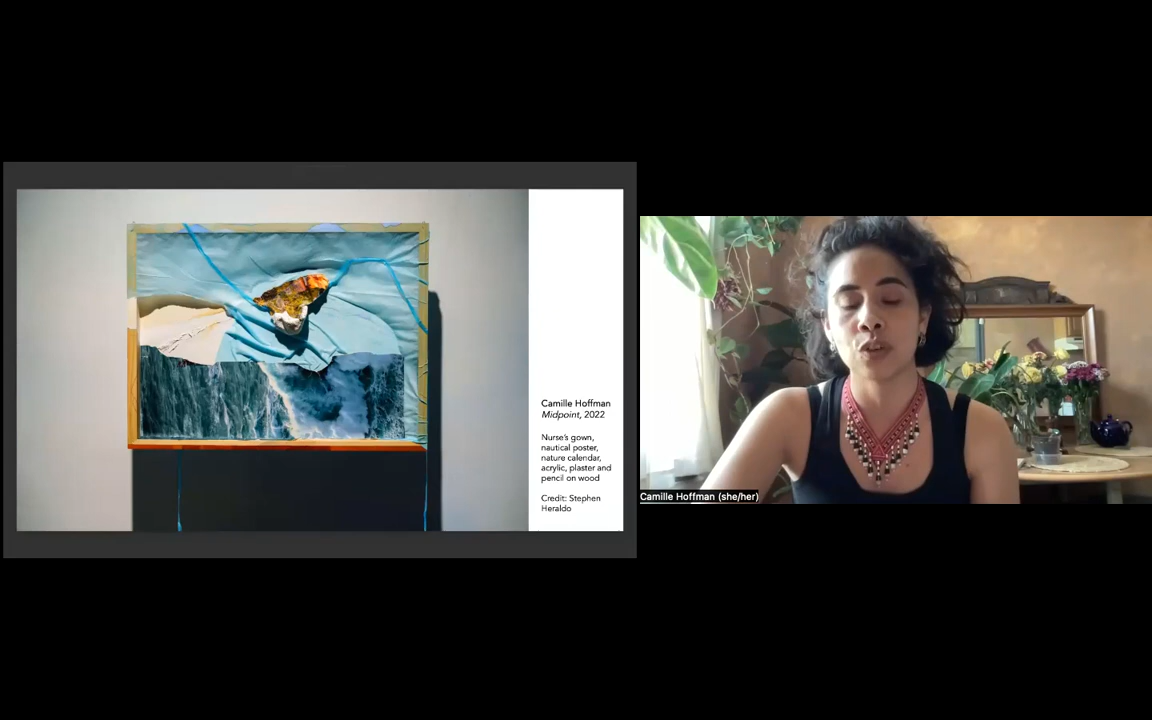 Camille Hoffman
Midpoint, 2022
Nurse's gown,
nautical poster,
nature calendar,
acrylic, plaster and
pencil on wood
Credit: Stephen
Heraldo
Camille Hoffman (she/her)